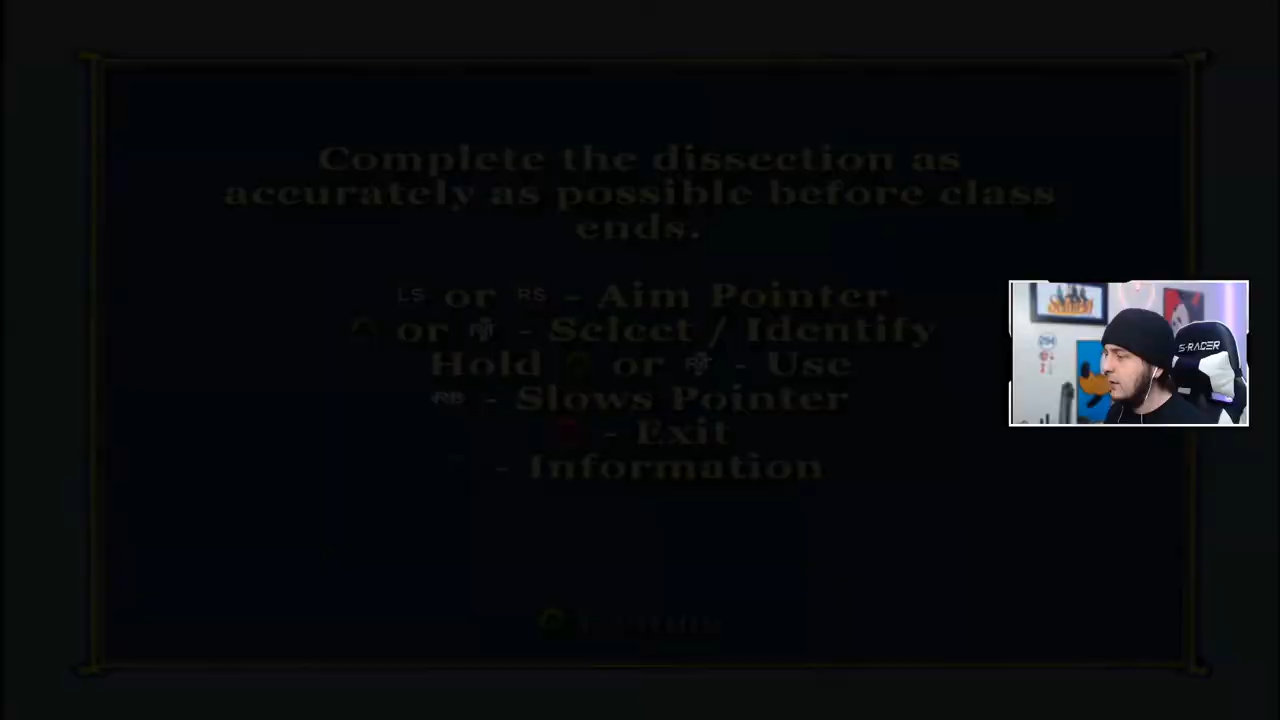 Complete the dissection as
accurately as possible before class
ends.
LS or RS - Aim Pointer
A or - Select / Identify
Hold A or - Use
RB - Slows Pointer
B - Exit
- Information
S-RACER